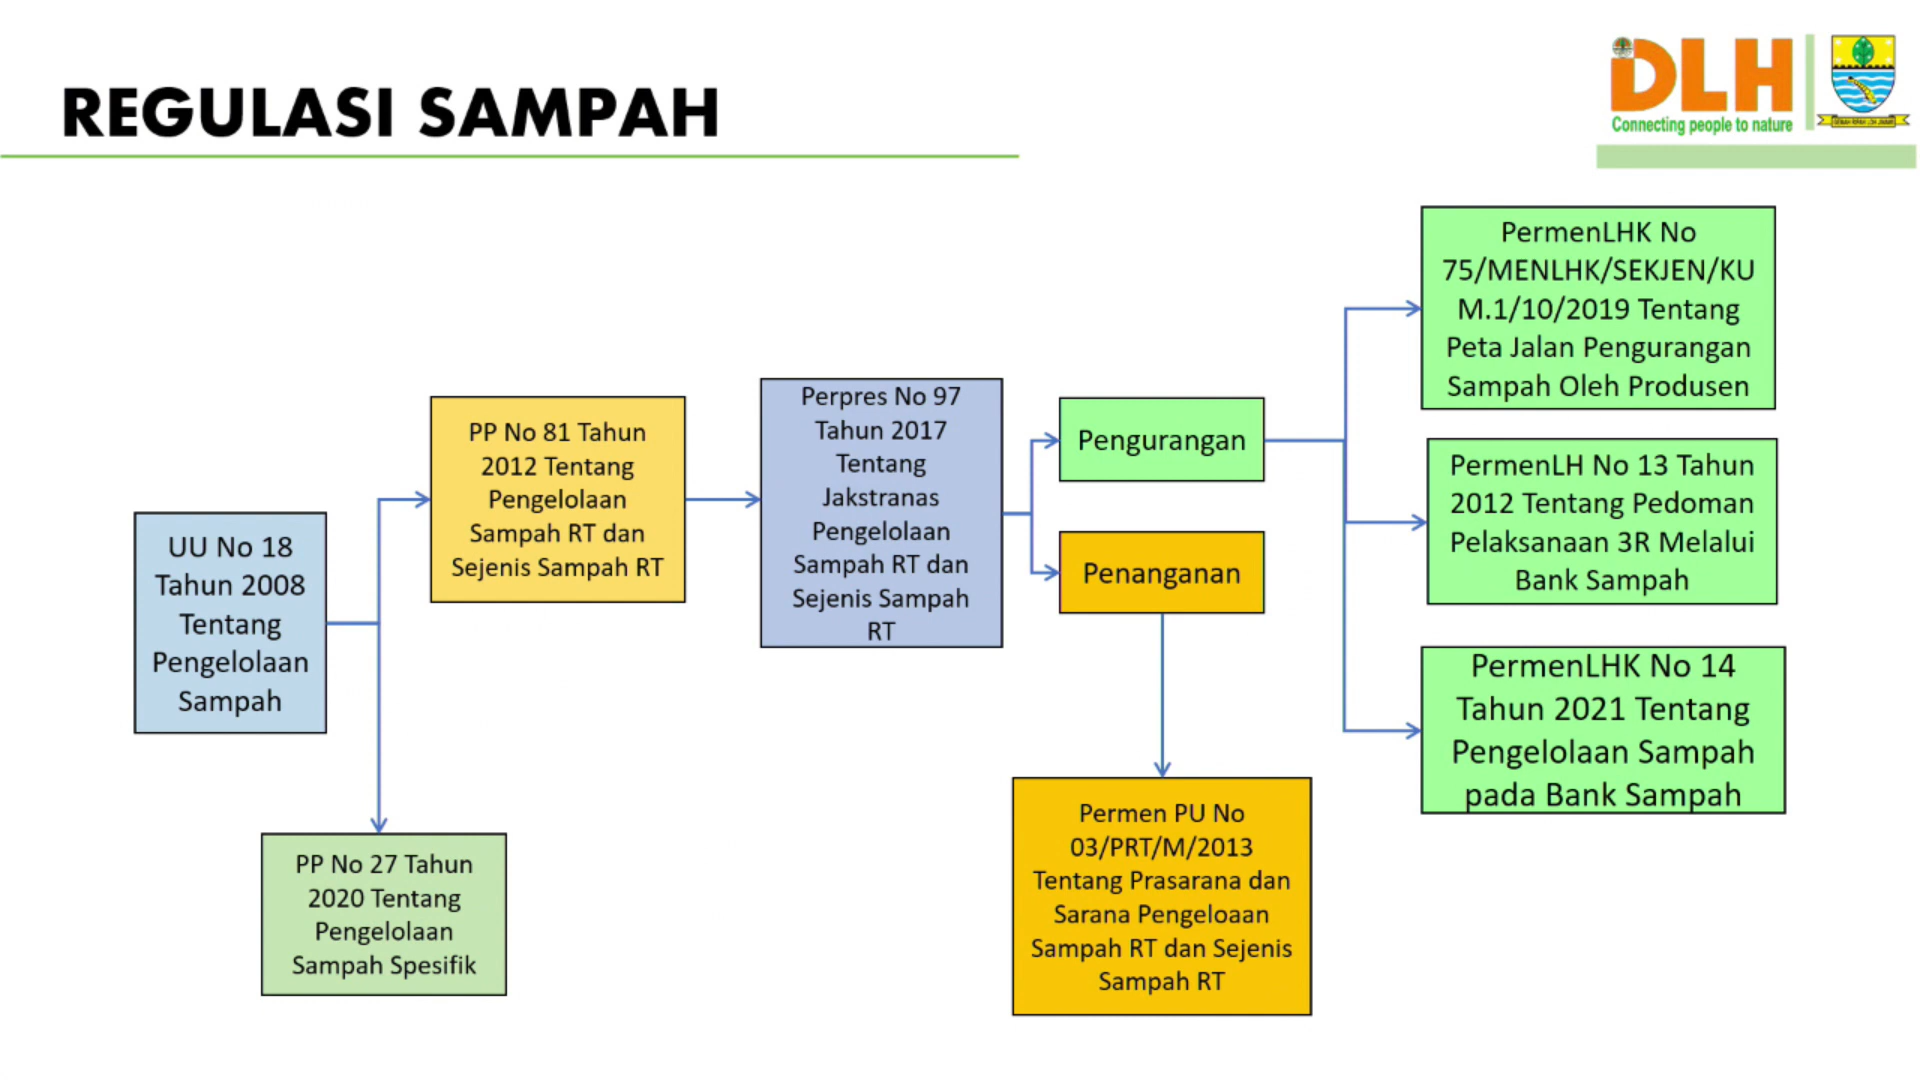 REGULASI SAMPAH
DLH
Connecting people to nature
UU No 18
Tahun 2008
Tentang
Pengelolaan
Sampah
PP No 81 Tahun
2012 Tentang
Pengelolaan
Sampah RT dan
Sejenis Sampah RT
PP No 27 Tahun
2020 Tentang
Pengelolaan
Sampah Spesifik
Perpres No 97
Tahun 2017
Tentang
Jakstranas
Pengelolaan
Sampah RT dan
Sejenis Sampah
RT
Pengurangan
Penanganan
Permen PU No
03/PRT/M/2013
Tentang Prasarana dan
Sarana Pengeloaan
Sampah RT dan Sejenis
Sampah RT
PermenLHK No
75/MENLHK/SEKJEN/KU
M.1/10/2019 Tentang
Peta Jalan Pengurangan
Sampah Oleh Produsen
PermenLH No 13 Tahun
2012 Tentang Pedoman
Pelaksanaan 3R Melalui
Bank Sampah
PermenLHK No 14
Tahun 2021 Tentang
Pengelolaan Sampah
pada Bank Sampah